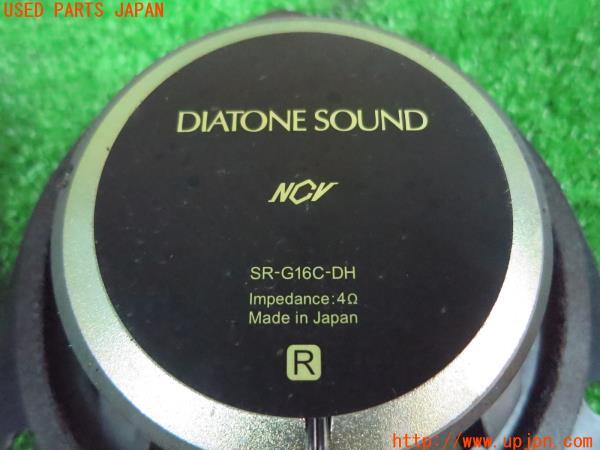 USED PARTS JAPAN
DIATONE SOUND
NCV
SR-G16C-DH
Impedance:4Ω
Made in Japan
R
http://www.upjpn.com/